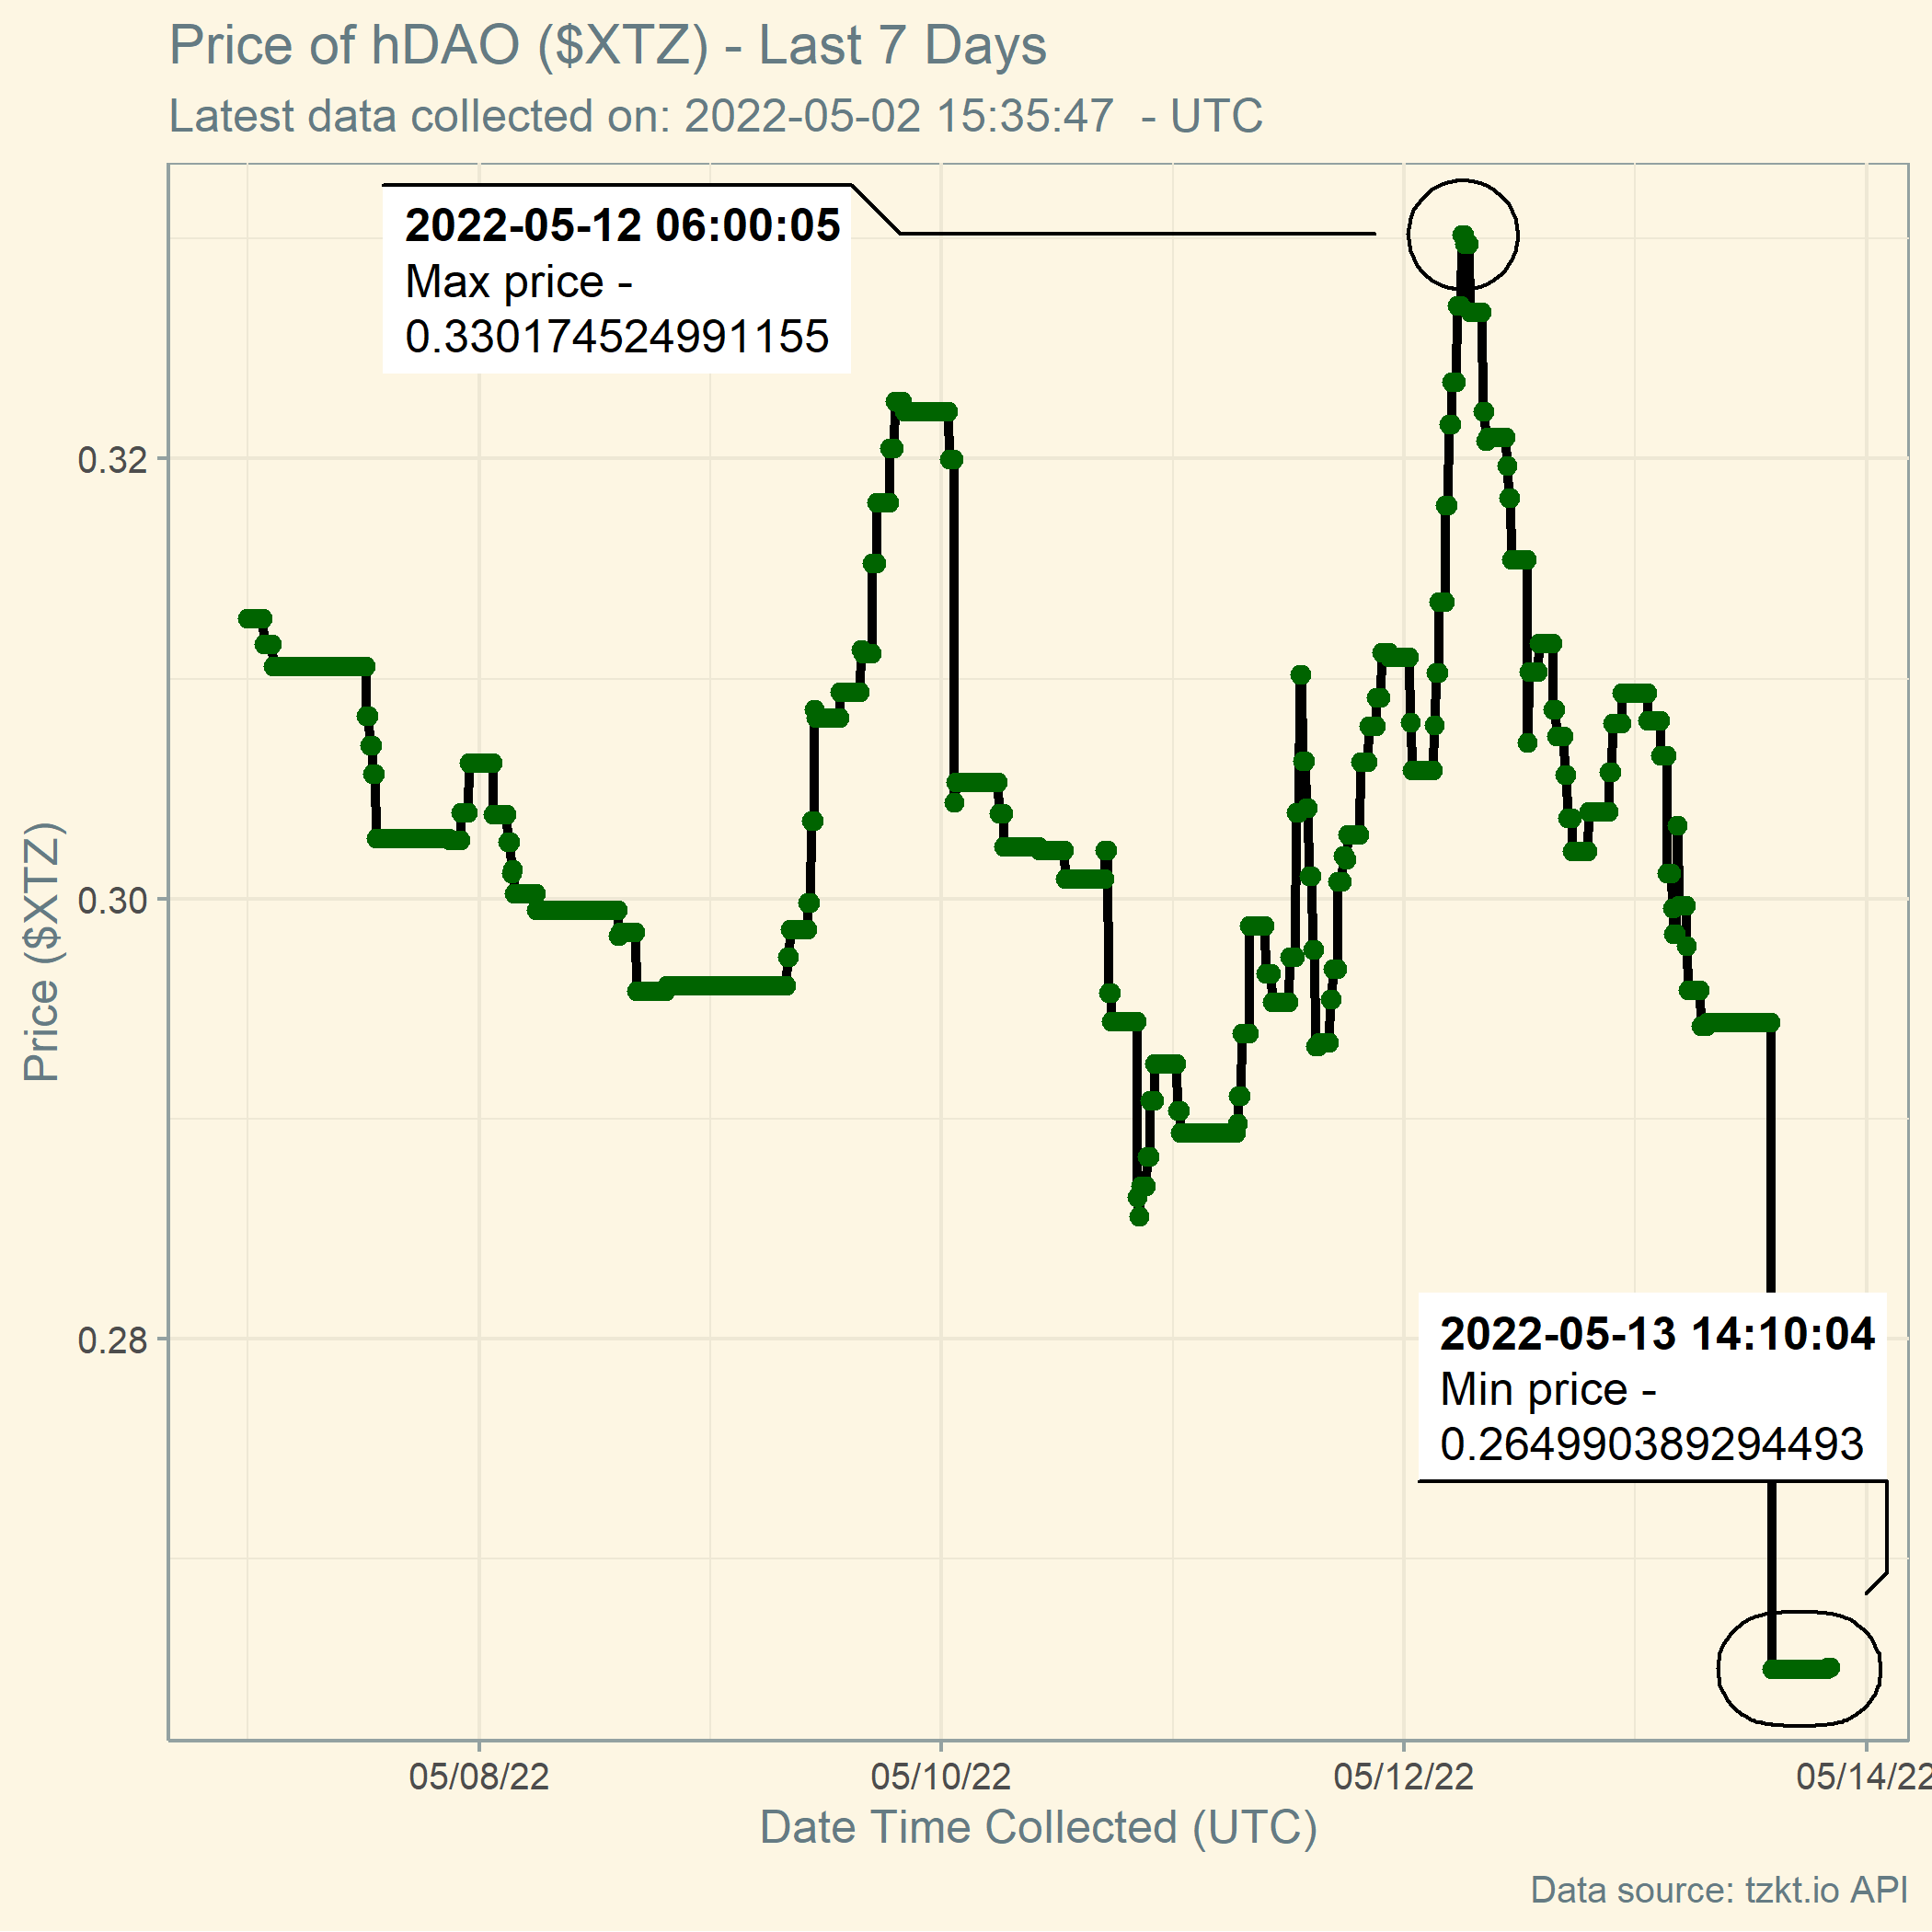 Price of hDAO ($XTZ) - Last 7 Days
Latest data collected on: 2022-05-02 15:35:47  - UTC
2022-05-12 06:00:05
Max price -
0.330174524991155
0.32
0.30
0.28
Price ($XTZ)
2022-05-13 14:10:04
Min price -
0.264990389294493
05/08/22
05/10/22
05/12/22
05/14/22
Date Time Collected (UTC)
Data source: tzkt.io API